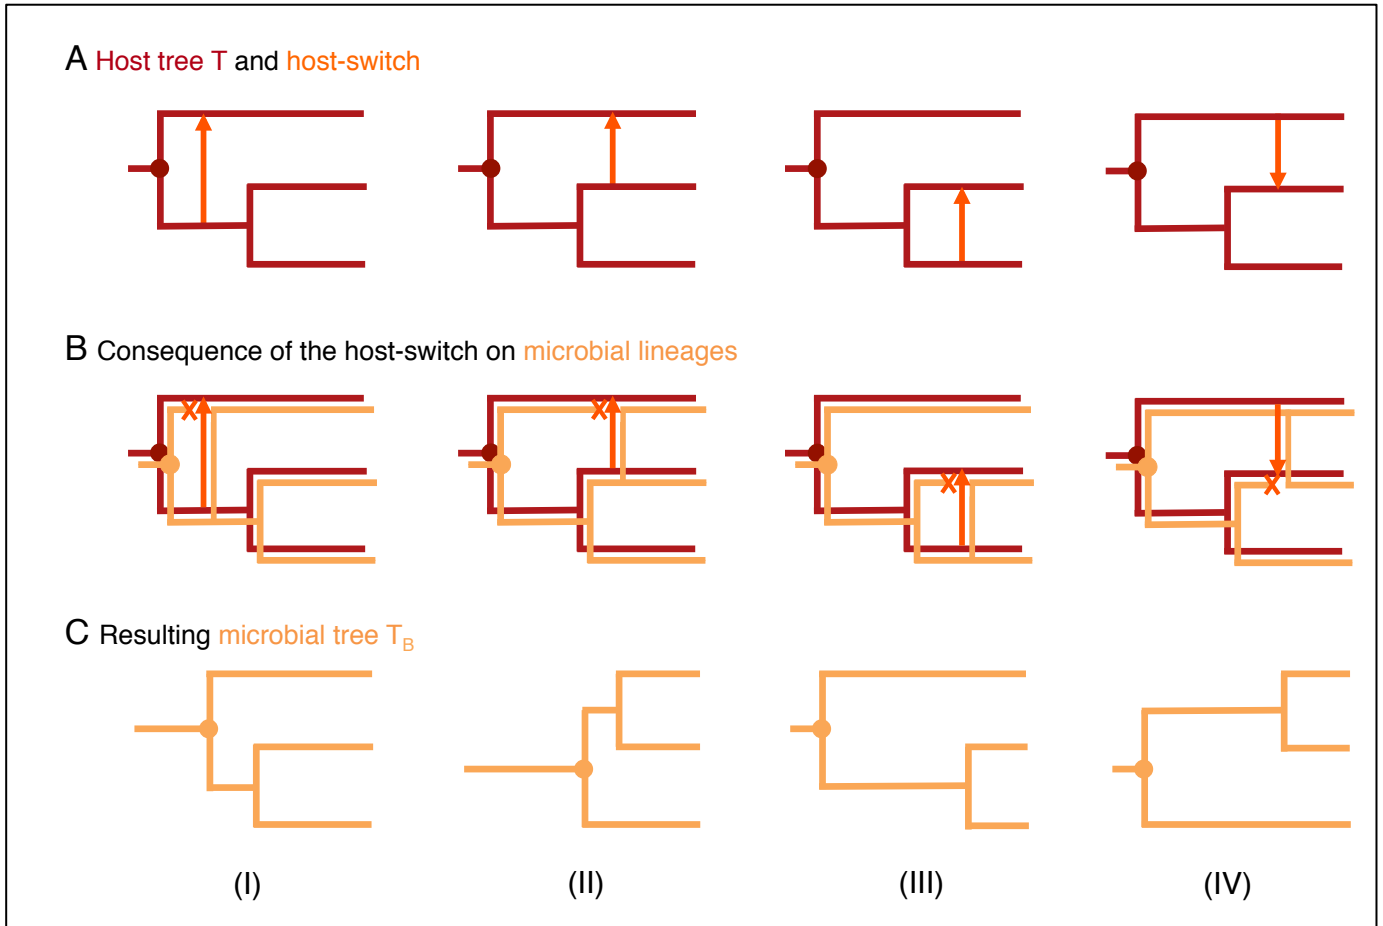 A Host tree T and host-switch
B Consequence of the host-switch on microbial lineages
C Resulting microbial tree T_B
(I) (II) (III) (IV)